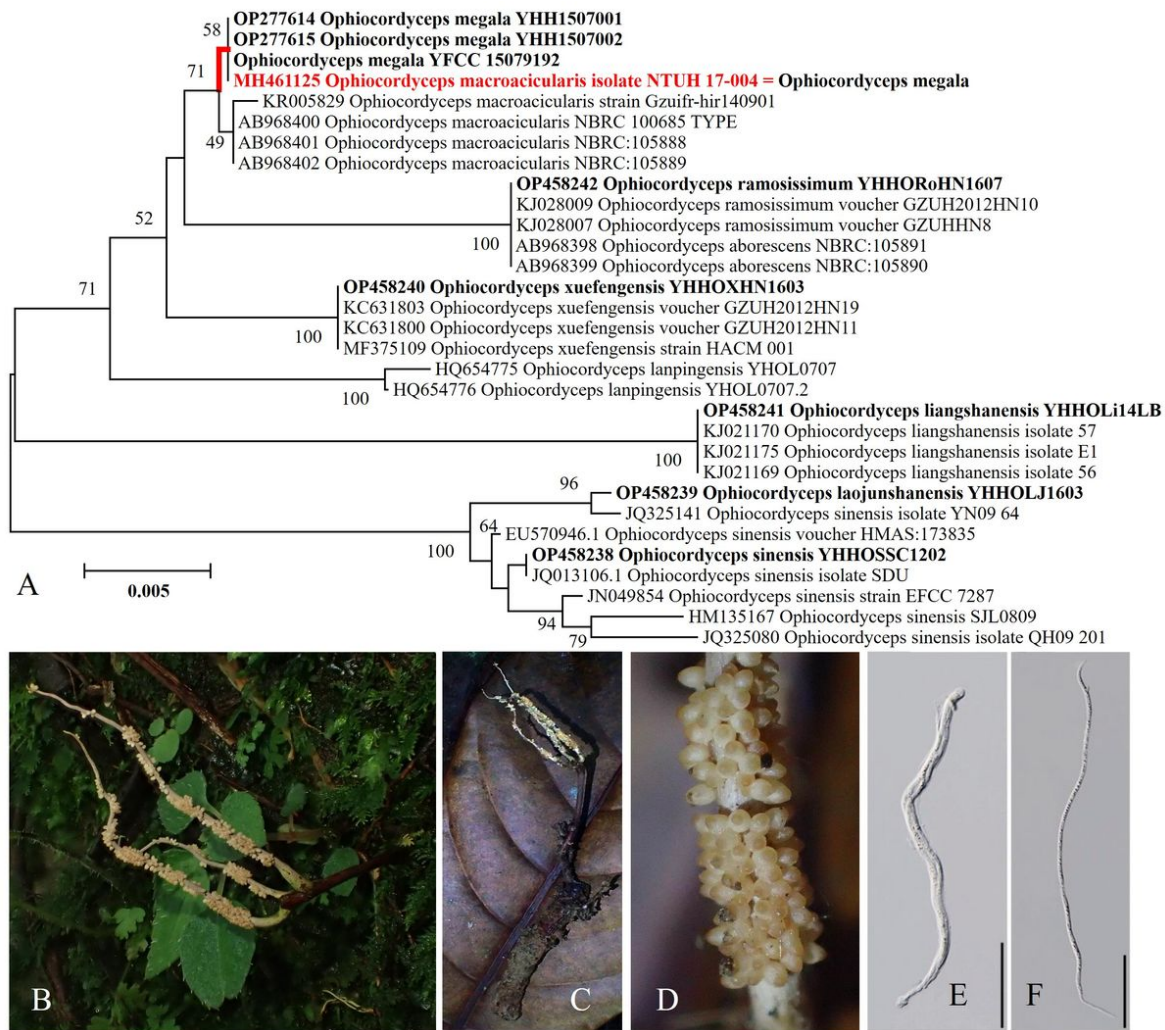 OP277614 Ophiocordyceps megala YHH1507001
58
OP277615 Ophiocordyceps megala YHH1507002
Ophiocordyceps megala YFCC 15079192
71
MH461125 Ophiocordyceps macroacicularis isolate NTUH 17-004 = Ophiocordyceps megala
KR005829 Ophiocordyceps macroacicularis strain Gzuifr-hir140901
AB968400 Ophiocordyceps macroacicularis NBRC 100685 TYPE
49
AB968401 Ophiocordyceps macroacicularis NBRC:105888
AB968402 Ophiocordyceps macroacicularis NBRC:105889
OP458242 Ophiocordyceps ramosissimum YHHORoHN1607
KJ028009 Ophiocordyceps ramosissimum voucher GZUH2012HN10
52
KJ028007 Ophiocordyceps ramosissimum voucher GZUHHN8
100
AB968398 Ophiocordyceps aborescens NBRC:105891
AB968399 Ophiocordyceps aborescens NBRC:105890
71
OP458240 Ophiocordyceps xuefengensis YHHOXHN1603
KC631803 Ophiocordyceps xuefengensis voucher GZUH2012HN19
KC631800 Ophiocordyceps xuefengensis voucher GZUH2012HN11
100
MF375109 Ophiocordyceps xuefengensis strain HACM 001
HQ654775 Ophiocordyceps lanpingensis YHOL0707
100
HQ654776 Ophiocordyceps lanpingensis YHOL0707.2
OP458241 Ophiocordyceps liangshanensis YHHOLi14LB
KJ021170 Ophiocordyceps liangshanensis isolate 57
KJ021175 Ophiocordyceps liangshanensis isolate E1
100
KJ021169 Ophiocordyceps liangshanensis isolate 56
96
OP458239 Ophiocordyceps laojunshanensis YHHOLJ1603
JQ325141 Ophiocordyceps sinensis isolate YN09 64
64
EU570946.1 Ophiocordyceps sinensis voucher HMAS:173835
100
OP458238 Ophiocordyceps sinensis YHHOSSC1202
JQ013106.1 Ophiocordyceps sinensis isolate SDU
A
0.005
JN049854 Ophiocordyceps sinensis strain EFCC 7287
94
HM135167 Ophiocordyceps sinensis SJL0809
79
JQ325080 Ophiocordyceps sinensis isolate QH09 201
B
C
D
E
F